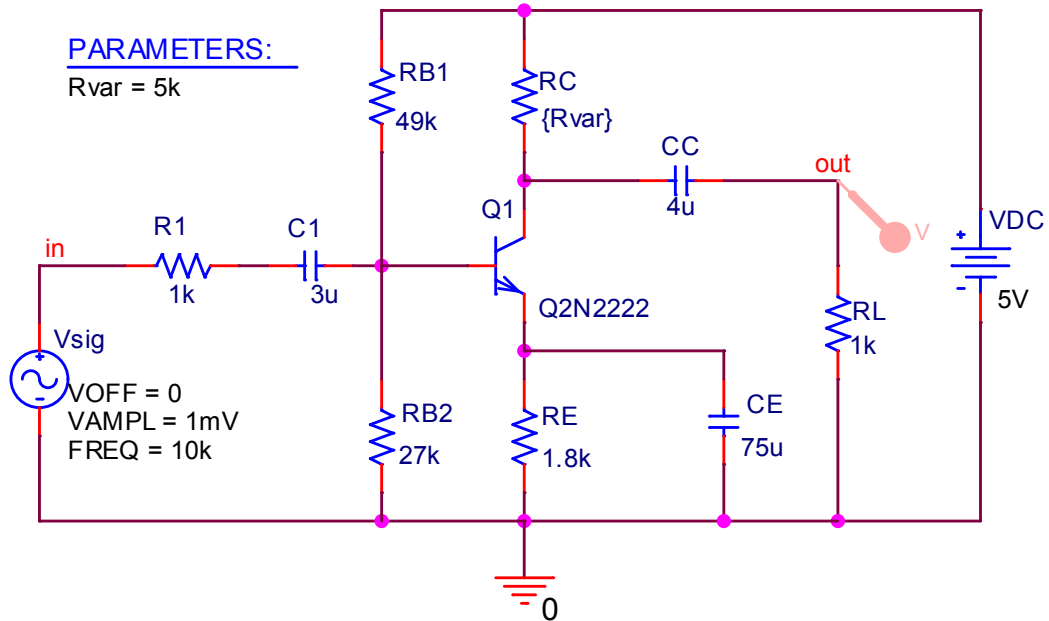 PARAMETERS:
Rvar = 5k
RB1
49k
RC
{Rvar}
CC
4u
out
V
VDC
+
-
5V
Q1
Q2N2222
in
R1
1k
C1
3u
RL
1k
Vsig
+
-
VOFF = 0
VAMPL = 1mV
FREQ = 10k
RB2
27k
RE
1.8k
CE
75u
0